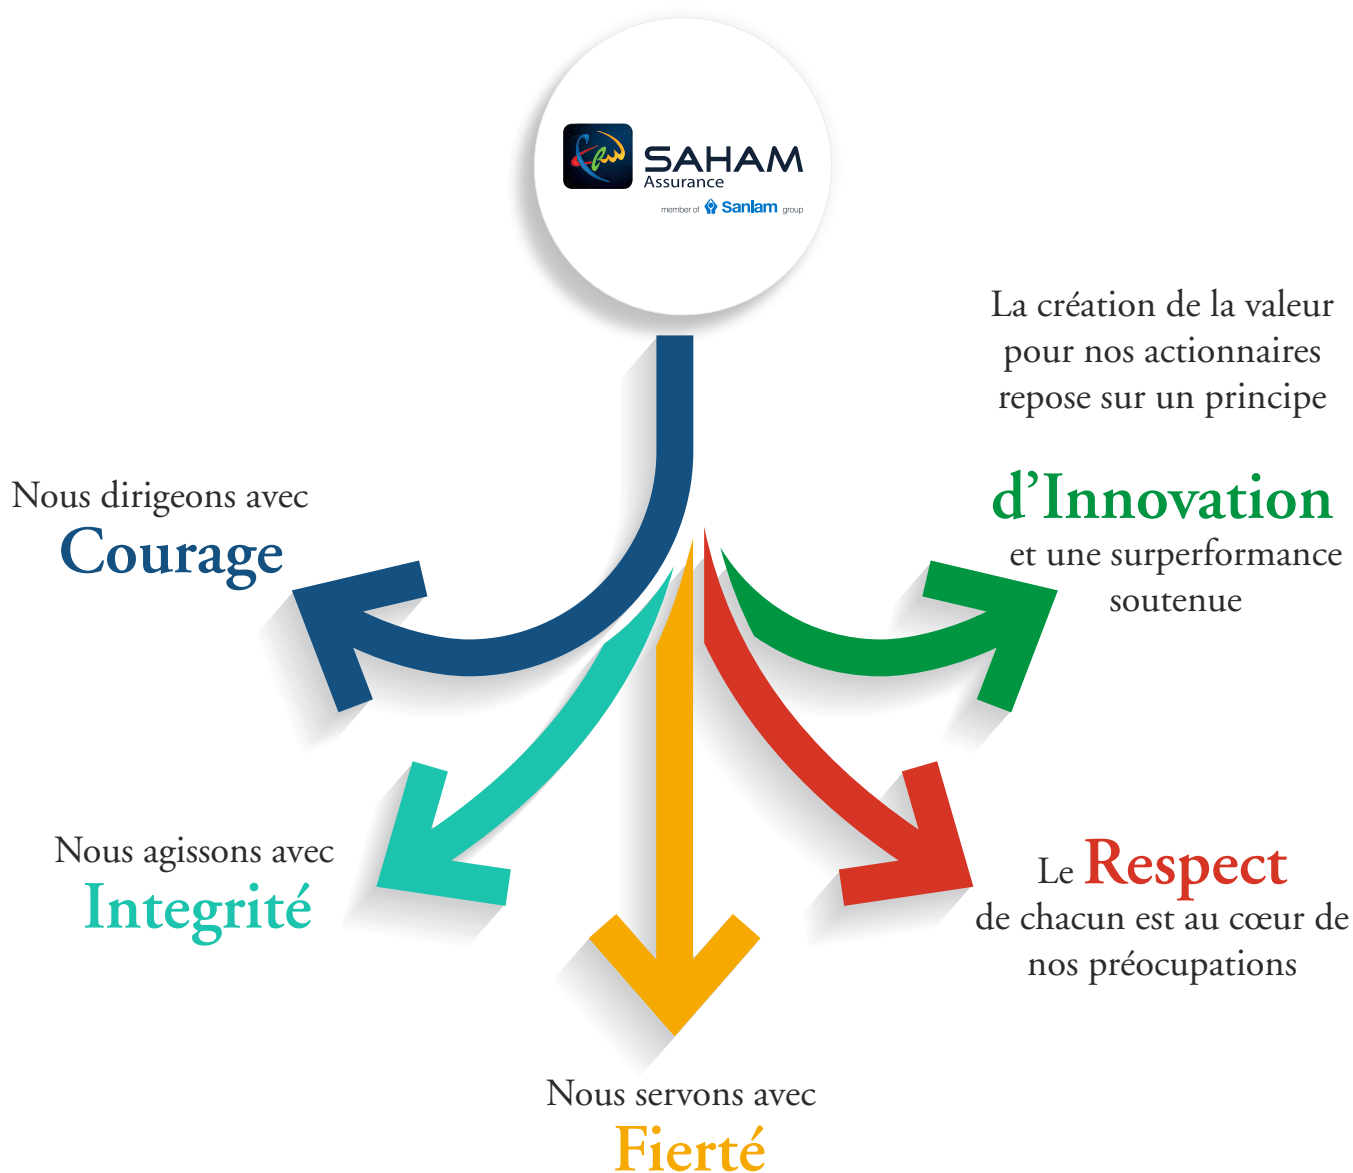 SAHAM
Assurance
member of Sanlam group
Nous dirigeons avec
Courage
Nous agissons avec
Integrité
Nous servons avec
Fierté
Le Respect
de chacun est au cœur de
nos préocupations
La création de la valeur
pour nos actionnaires
repose sur un principe
d’Innovation
et une surperformance
soutenue